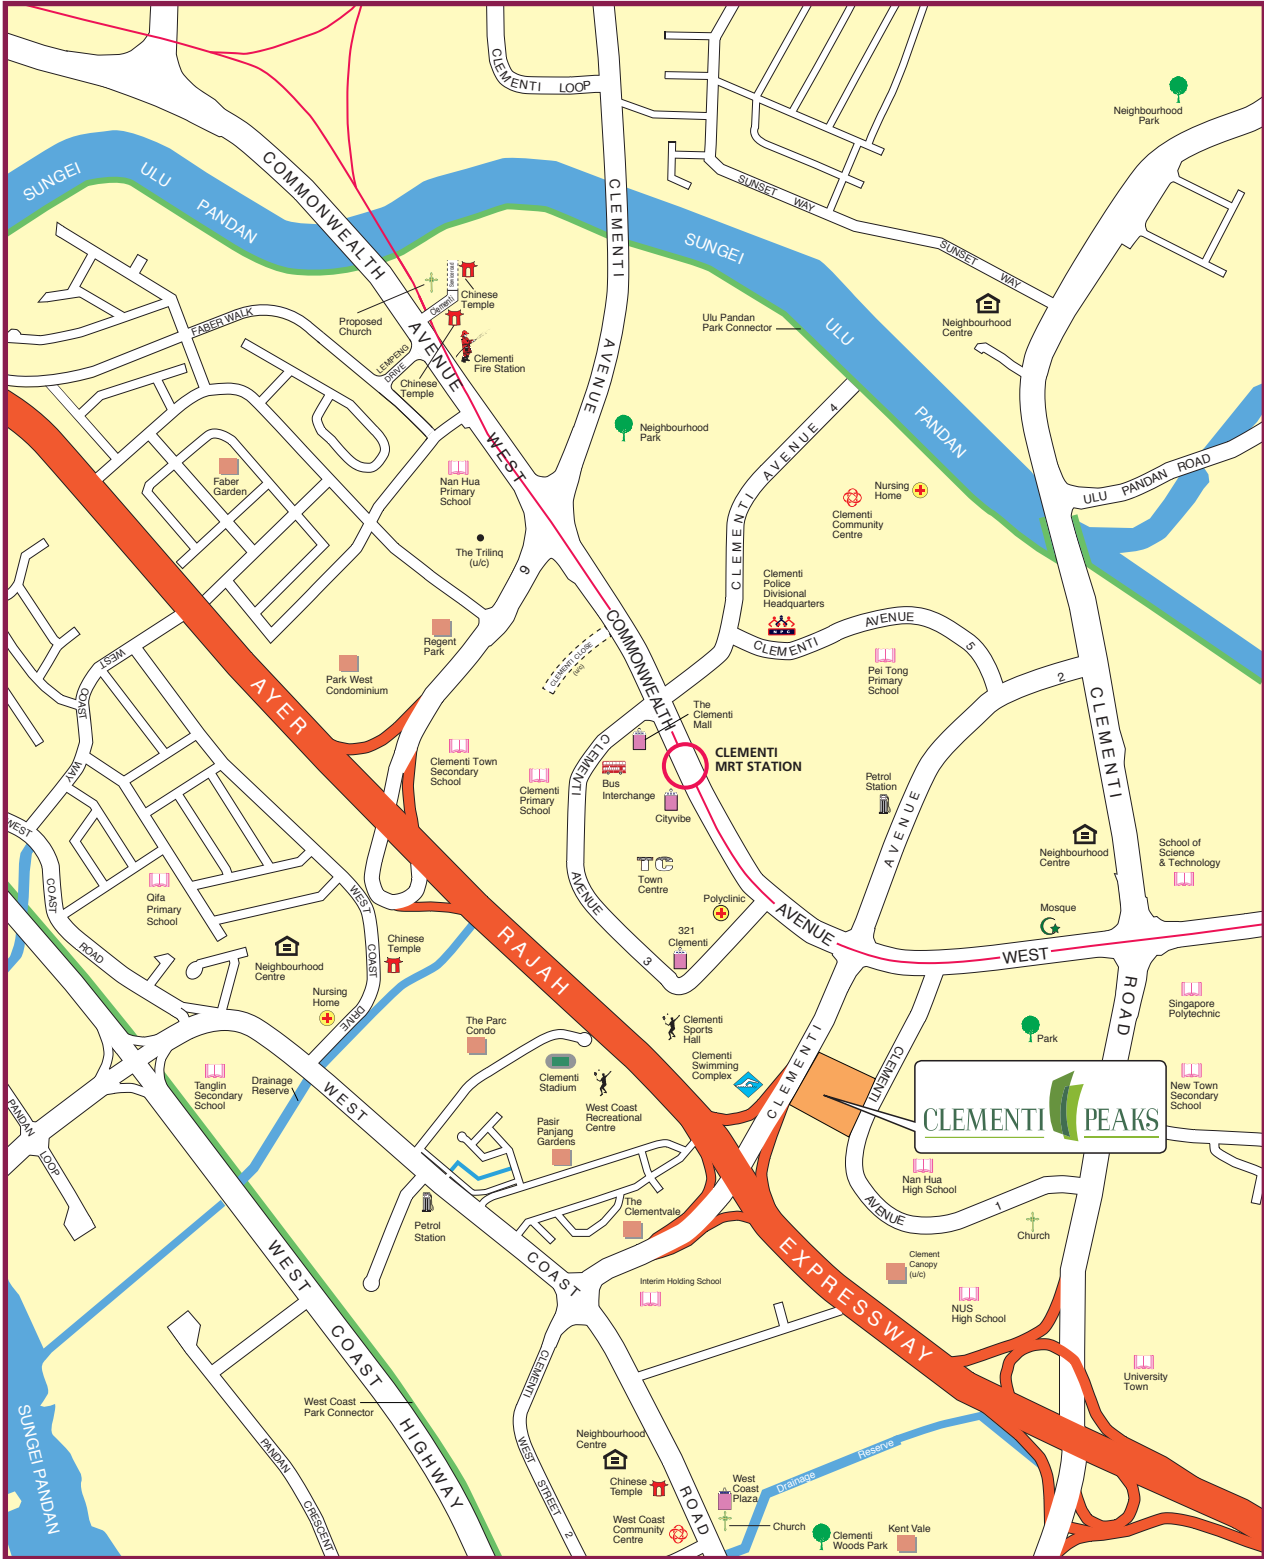 CLEMENTI LOOP
Neighbourhood
Park
SUNGEI
ULU
PANDAN
COMMONWEALTH
AVENUE
WEST
CLEMENTI
AVENUE
6
SUNSET WAY
SUNSET WAY
SUNGEI
ULU
PANDAN
Chinese
Temple
Clementi
Proposed
Church
FABER WALK
LEMPENG
DRIVE
Chinese
Temple
Clementi
Fire Station
Ulu Pandan
Park Connector
Neighbourhood
Centre
Neighbourhood
Park
CLEMENTI AVENUE 4
ULU PANDAN ROAD
Faber
Garden
Nan Hua
Primary
School
Nursing
Home
Clementi
Community
Centre
The Trilinq
(u/c)
Clementi
Police
Divisional
Headquarters
N P C
CLEMENTI AVENUE 5
Regent
Park
CLEMENTI CLOSE
(u/c)
COMMONWEALTH
Pei Tong
Primary
School
Park West
Condominium
WEST
COAST
WAY
AYER
RAJAH
EXPRESSWAY
2
AVENUE
CLEMENTI
The
Clementi
Mall
CLEMENTI
MRT STATION
Clementi Town
Secondary
School
Clementi
Primary
School
Bus
Interchange
Cityvibe
CLEMENTI
AVENUE
3
Petrol
Station
TC
Town
Centre
Polyclinic
321
Clementi
AVENUE
WEST
Neighbourhood
Centre
School of
Science
& Technology
Mosque
WEST
COAST
ROAD
Qifa
Primary
School
WEST
COAST
DRIVE
Chinese
Temple
Neighbourhood
Centre
Nursing
Home
ROAD
Singapore
Polytechnic
The Parc
Condo
Clementi
Sports
Hall
Clementi
Swimming
Complex
CLEMENTI
Park
Clementi
Stadium
West Coast
Recreational
Centre
CLEMENTI
CLEMENTI PEAKS
New Town
Secondary
School
Tanglin
Secondary
School
Drainage
Reserve
WEST
Pasir
Panjang
Gardens
PANDAN
LOOP
Nan Hua
High School
AVENUE
1
Church
The
Clementvale
Petrol
Station
COAST
Clement
Canopy
(u/c)
Interim Holding School
NUS
High School
WEST
COAST
HIGHWAY
CLEMENTI
WEST
STREET
2
University
Town
West Coast
Park Connector
SUNGEI PANDAN
PANDAN
CRESCENT
Neighbourhood
Centre
Chinese
Temple
West Coast
Community
Centre
ROAD
West
Coast
Plaza
Church
Drainage
Reserve
Clementi
Woods Park
Kent Vale